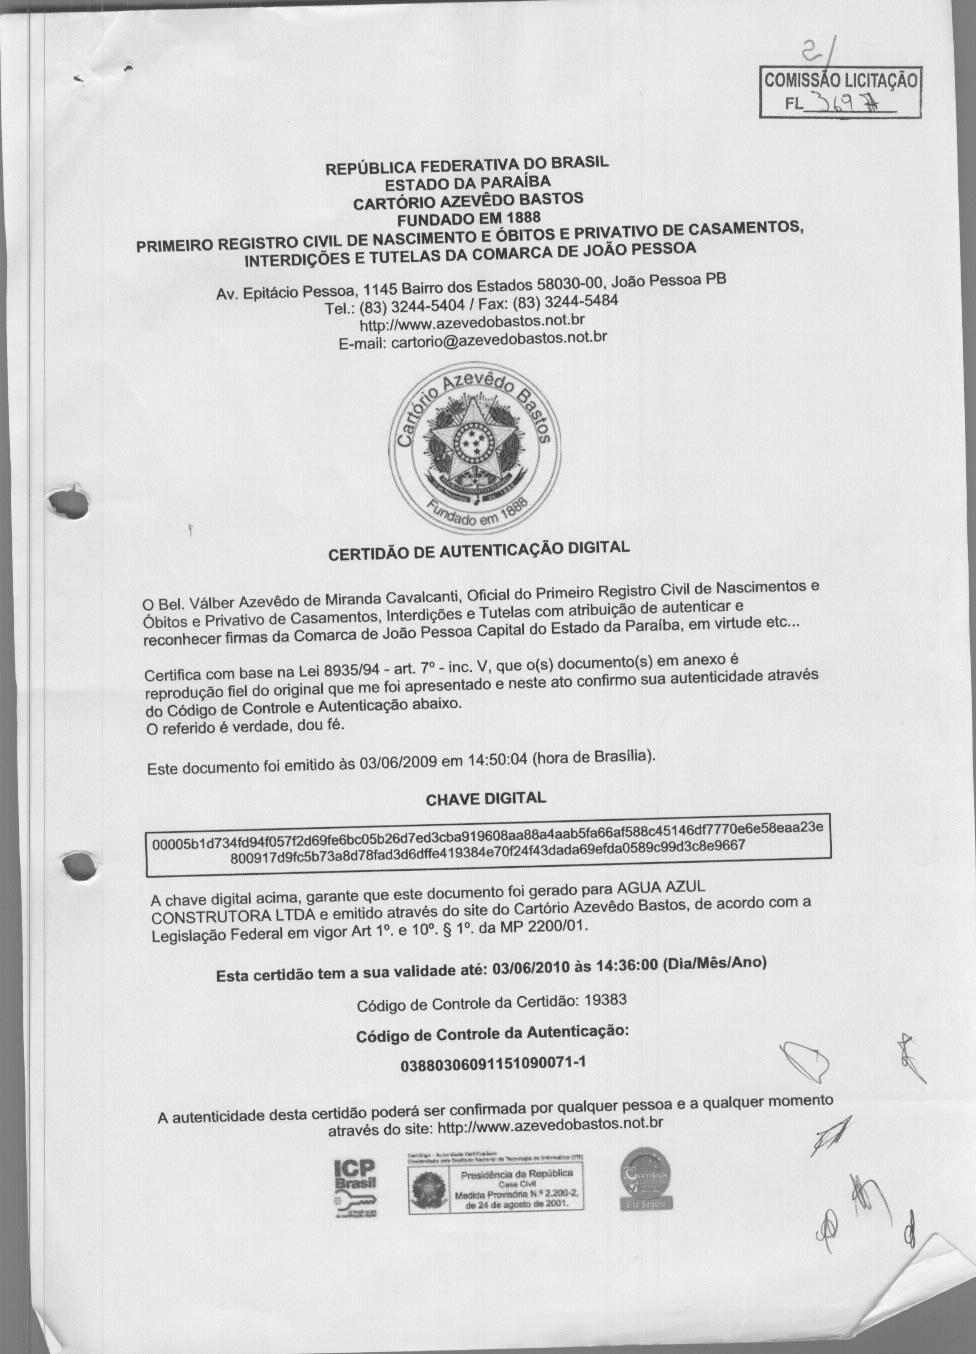 2/
COMISSÃO LICITAÇÃO
FL 369
REPÚBLICA FEDERATIVA DO BRASIL
ESTADO DA PARAÍBA
CARTÓRIO AZEVÊDO BASTOS
FUNDADO EM 1888
PRIMEIRO REGISTRO CIVIL DE NASCIMENTO E ÓBITOS E PRIVATIVO DE CASAMENTOS,
INTERDIÇÕES E TUTELAS DA COMARCA DE JOÃO PESSOA
Av. Epitácio Pessoa, 1145 Bairro dos Estados 58030-00, João Pessoa PB
Tel.: (83) 3244-5404 / Fax: (83) 3244-5484
http://www.azevedobastos.not.br
E-mail: cartorio@azevedobastos.not.br
Cartório Azevêdo Bastos
Fundado em 1888
CERTIDÃO DE AUTENTICAÇÃO DIGITAL
O Bel. Válber Azevêdo de Miranda Cavalcanti, Oficial do Primeiro Registro Civil de Nascimentos e
Óbitos e Privativo de Casamentos, Interdições e Tutelas com atribuição de autenticar e
reconhecer firmas da Comarca de João Pessoa Capital do Estado da Paraíba, em virtude etc...
Certifica com base na Lei 8935/94 - art. 7º - inc. V, que o(s) documento(s) em anexo é
reprodução fiel do original que me foi apresentado e neste ato confirmo sua autenticidade através
do Código de Controle e Autenticação abaixo.
O referido é verdade, dou fé.
Este documento foi emitido às 03/06/2009 em 14:50:04 (hora de Brasília).
CHAVE DIGITAL
00005b1d734fd94f057f2d69fe6bc05b26d7ed3cba919608aa88a4aab5fa66af588c45146df7770e6e58eaa23e
800917d9fc5b73a8d78fad3d6dffe419384e70f24f43dada69efda0589c99d3c8e9667
A chave digital acima, garante que este documento foi gerado para AGUA AZUL
CONSTRUTORA LTDA e emitido através do site do Cartório Azevêdo Bastos, de acordo com a
Legislação Federal em vigor Art 1º. e 10º. § 1º. da MP 2200/01.
Esta certidão tem a sua validade até: 03/06/2010 às 14:36:00 (Dia/Mês/Ano)
Código de Controle da Certidão: 19383
Código de Controle da Autenticação:
03880306091151090071-1
A autenticidade desta certidão poderá ser confirmada por qualquer pessoa e a qualquer momento
através do site: http://www.azevedobastos.not.br
ICP
Brasil
Presidência da República
Casa Civil
Medida Provisória N.º 2.200-2,
de 24 de agosto de 2001.
CERTISIGN
Site Seguro